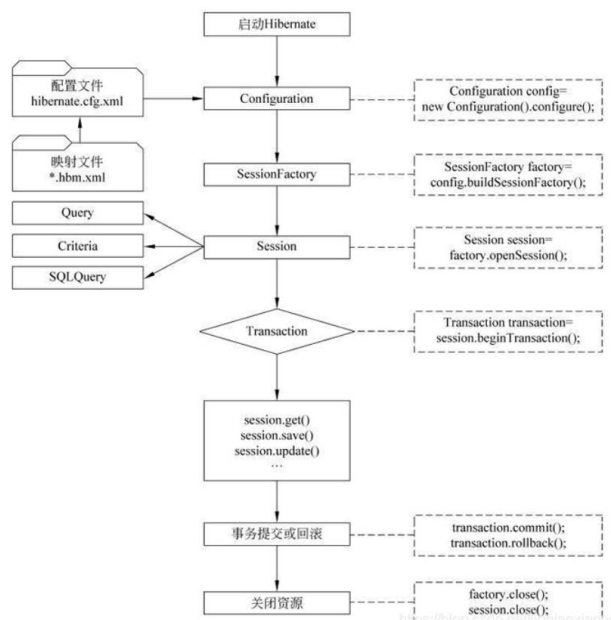 启动Hibernate
配置文件
hibernate.cfg.xml
Configuration
Configuration config=
new Configuration().configure();
映射文件
*.hbm.xml
SessionFactory
SessionFactory factory=
config.buildSessionFactory();
Query
Criteria
SQLQuery
Session
Session session=
factory.openSession();
Transaction
Transaction transaction=
session.beginTransaction();
session.get()
session.save()
session.update()
…
事务提交或回滚
transaction.commit();
transaction.rollback();
关闭资源
factory.close();
session.close();